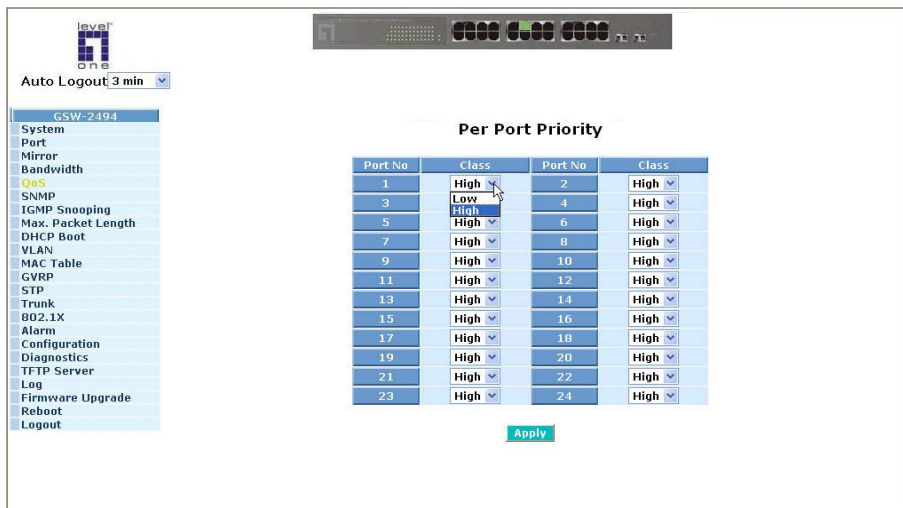 level
one
Auto Logout 3 min
GSW-2494
System
Port
Mirror
Bandwidth
QoS
SNMP
IGMP Snooping
Max. Packet Length
DHCP Boot
VLAN
MAC Table
GVRP
STP
Trunk
802.1X
Alarm
Configuration
Diagnostics
TFTP Server
Log
Firmware Upgrade
Reboot
Logout
Per Port Priority
Port No Class Port No Class
1 High 2 High
Low
High
3 4 High
5 High 6 High
7 High 8 High
9 High 10 High
11 High 12 High
13 High 14 High
15 High 16 High
17 High 18 High
19 High 20 High
21 High 22 High
23 High 24 High
Apply